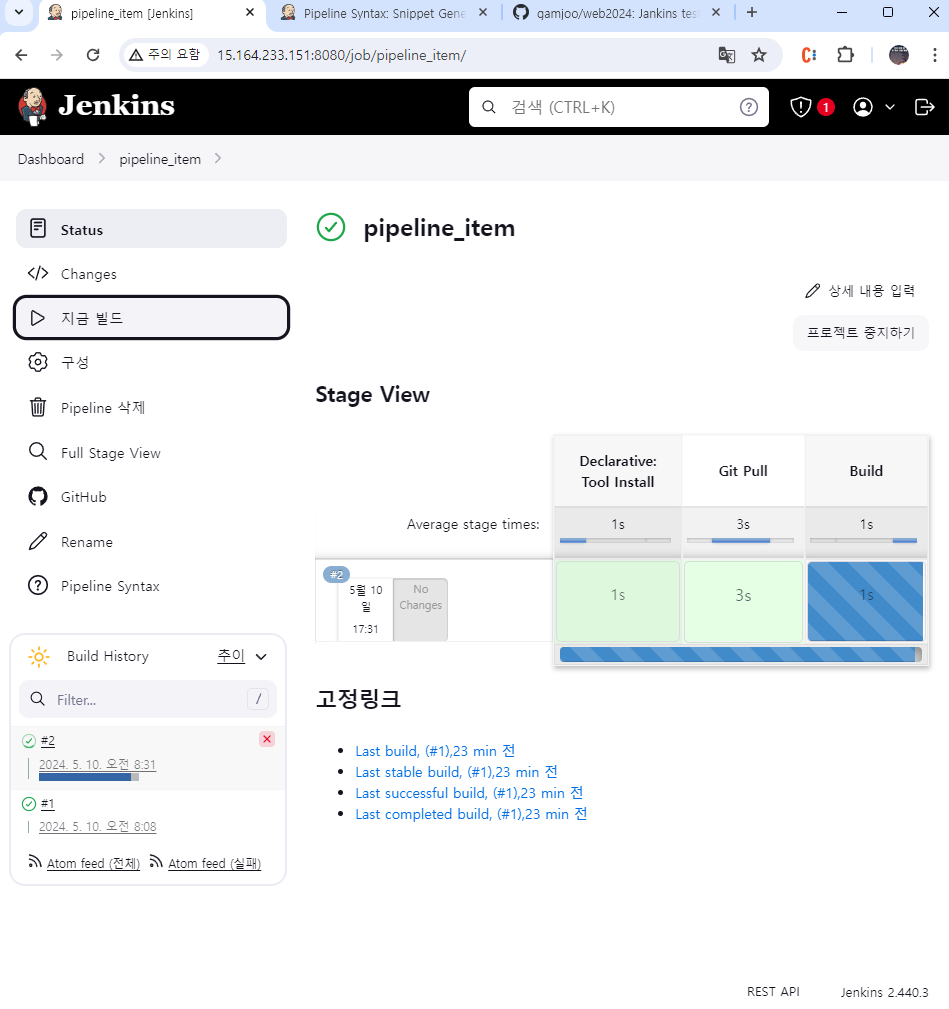 pipeline_item [Jenkins]
Pipeline Syntax: Snippet Gene
gamjoo/web2024: Jankins tes
주의 요함
15.164.233.151:8080/job/pipeline_item/
Jenkins
검색 (CTRL+K)
1
Dashboard
pipeline_item
Status
Changes
지금 빌드
구성
Pipeline 삭제
Full Stage View
GitHub
Rename
Pipeline Syntax
Build History
추이
Filter...
/
#2
2024. 5. 10. 오전 8:31
#1
2024. 5. 10. 오전 8:08
Atom feed (전체)
Atom feed (실패)
pipeline_item
상세 내용 입력
프로젝트 중지하기
Stage View
Declarative:
Tool Install
Git Pull
Build
Average stage times:
1s
3s
1s
#2
5월 10
일
17:31
No
Changes
1s
3s
1s
고정링크
Last build, (#1),23 min 전
Last stable build, (#1),23 min 전
Last successful build, (#1),23 min 전
Last completed build, (#1),23 min 전
REST API
Jenkins 2.440.3